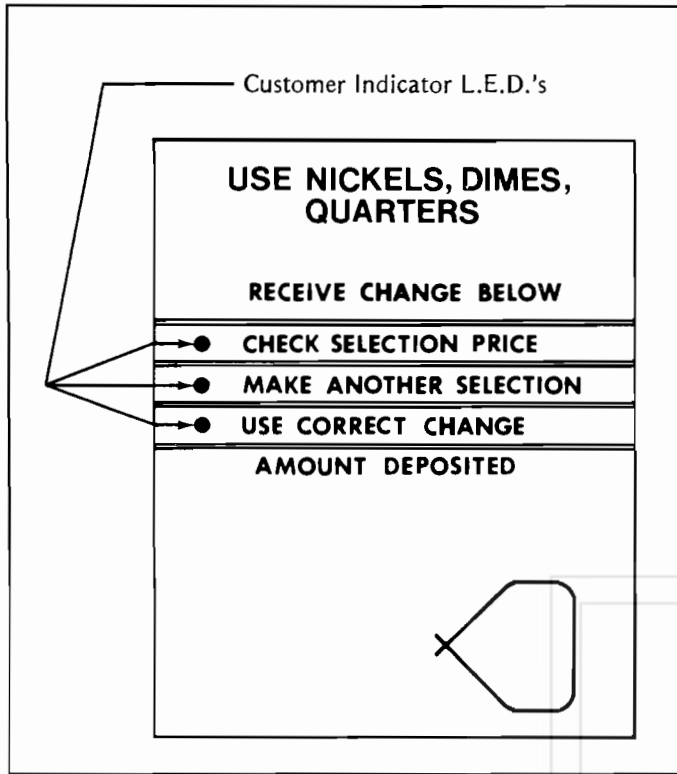 Customer Indicator L.E.D.'s
USE NICKELS, DIMES,
QUARTERS
RECEIVE CHANGE BELOW
CHECK SELECTION PRICE
MAKE ANOTHER SELECTION
USE CORRECT CHANGE
AMOUNT DEPOSITED